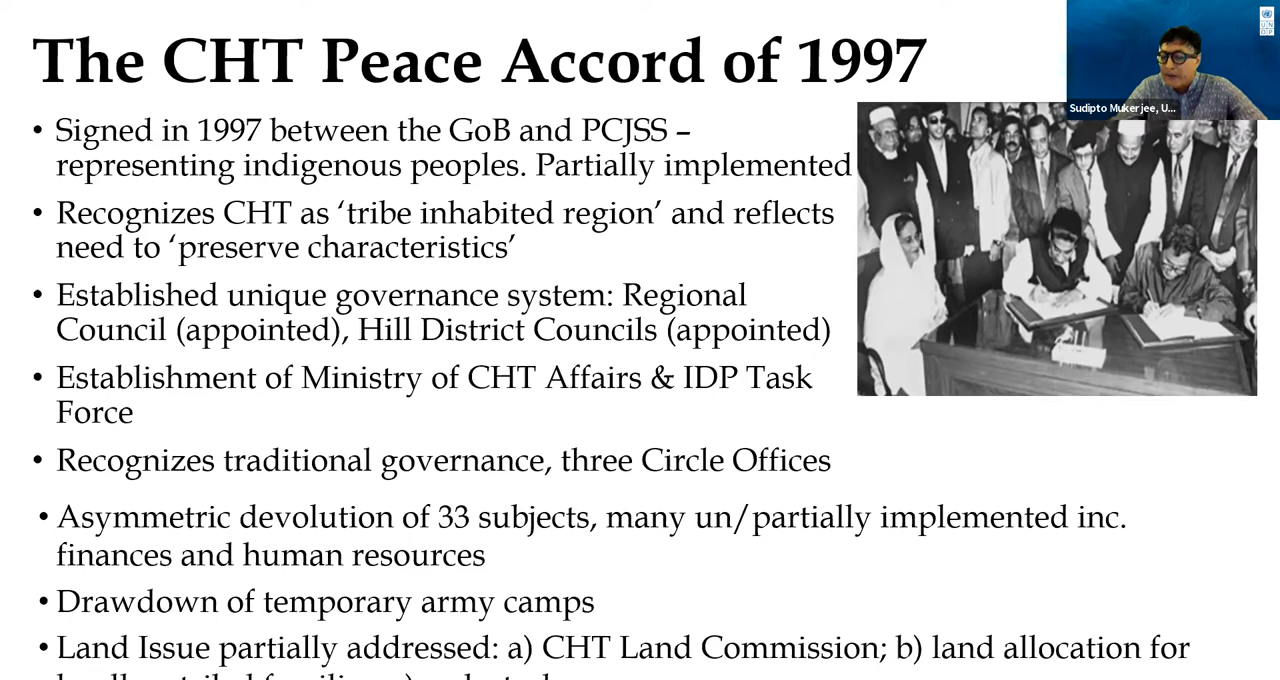 The CHT Peace Accord of 1997
Sudipto Mukerjee, U...
U N
D P
• Signed in 1997 between the GoB and PCJSS –
representing indigenous peoples. Partially implemented
• Recognizes CHT as ‘tribe inhabited region’ and reflects
need to ‘preserve characteristics’
• Established unique governance system: Regional
Council (appointed), Hill District Councils (appointed)
• Establishment of Ministry of CHT Affairs & IDP Task
Force
• Recognizes traditional governance, three Circle Offices
• Asymmetric devolution of 33 subjects, many un/partially implemented inc.
finances and human resources
• Drawdown of temporary army camps
• Land Issue partially addressed: a) CHT Land Commission; b) land allocation for